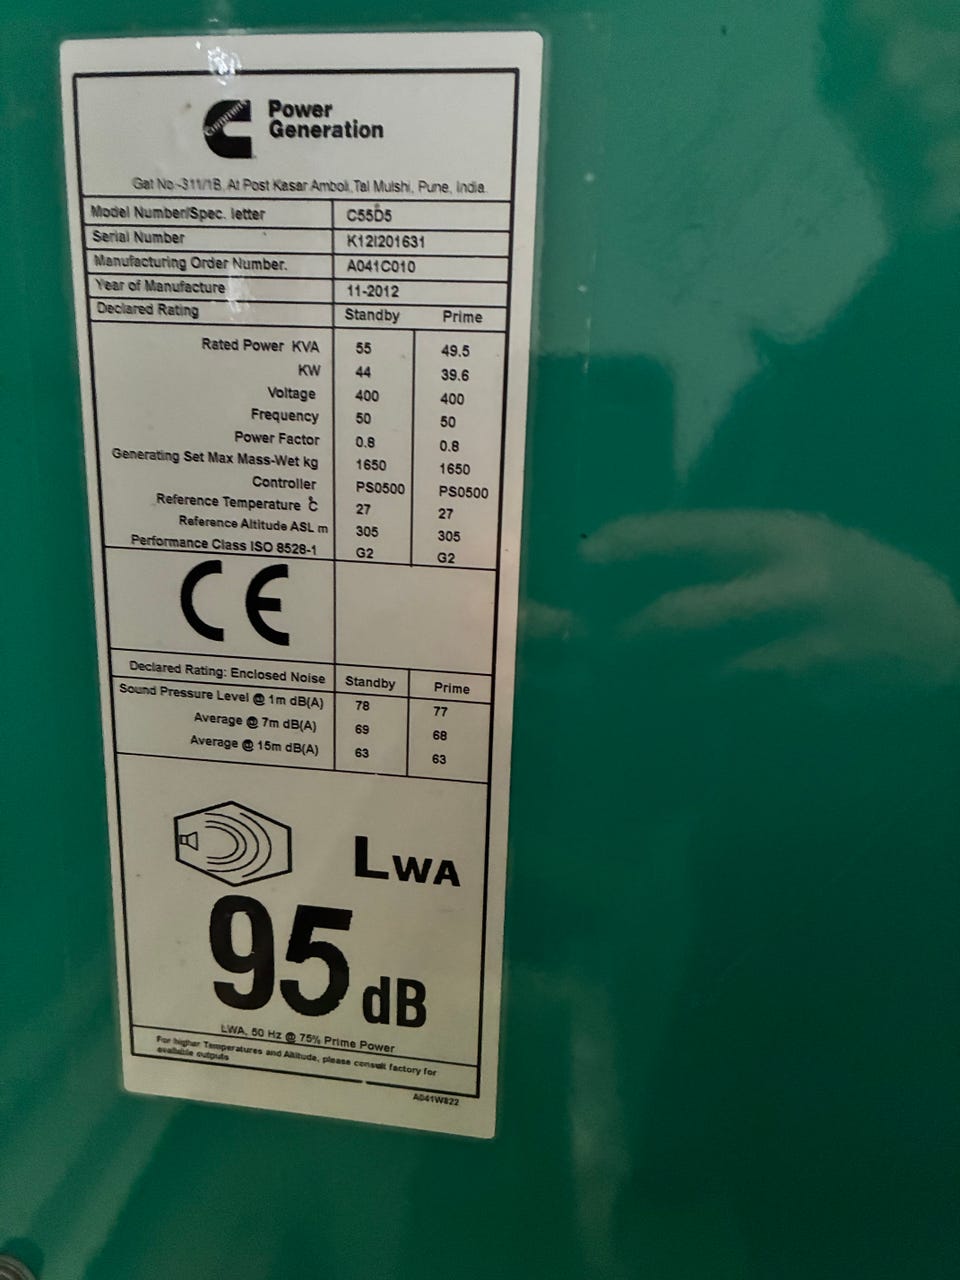 Cummins
Power
Generation
Gat No.-311/1B, At Post Kasar Amboli, Tal Mulshi, Pune, India.
Model Number/Spec. letter C55D5
Serial Number K12I201631
Manufacturing Order Number. A041C010
Year of Manufacture 11-2012
Declared Rating Standby Prime
Rated Power KVA 55 49.5
KW 44 39.6
Voltage 400 400
Frequency 50 50
Power Factor 0.8 0.8
Generating Set Max Mass-Wet kg 1650 1650
Controller PS0500 PS0500
Reference Temperature °C 27 27
Reference Altitude ASL m 305 305
Performance Class ISO 8528-1 G2 G2
CE
Declared Rating: Enclosed Noise Standby Prime
Sound Pressure Level @ 1m dB(A) 78 77
Average @ 7m dB(A) 69 68
Average @ 15m dB(A) 63 63
LWA
95 dB
LWA, 50 Hz @ 75% Prime Power
For higher Temperatures and Altitude, please consult factory for
available outputs
A041W822